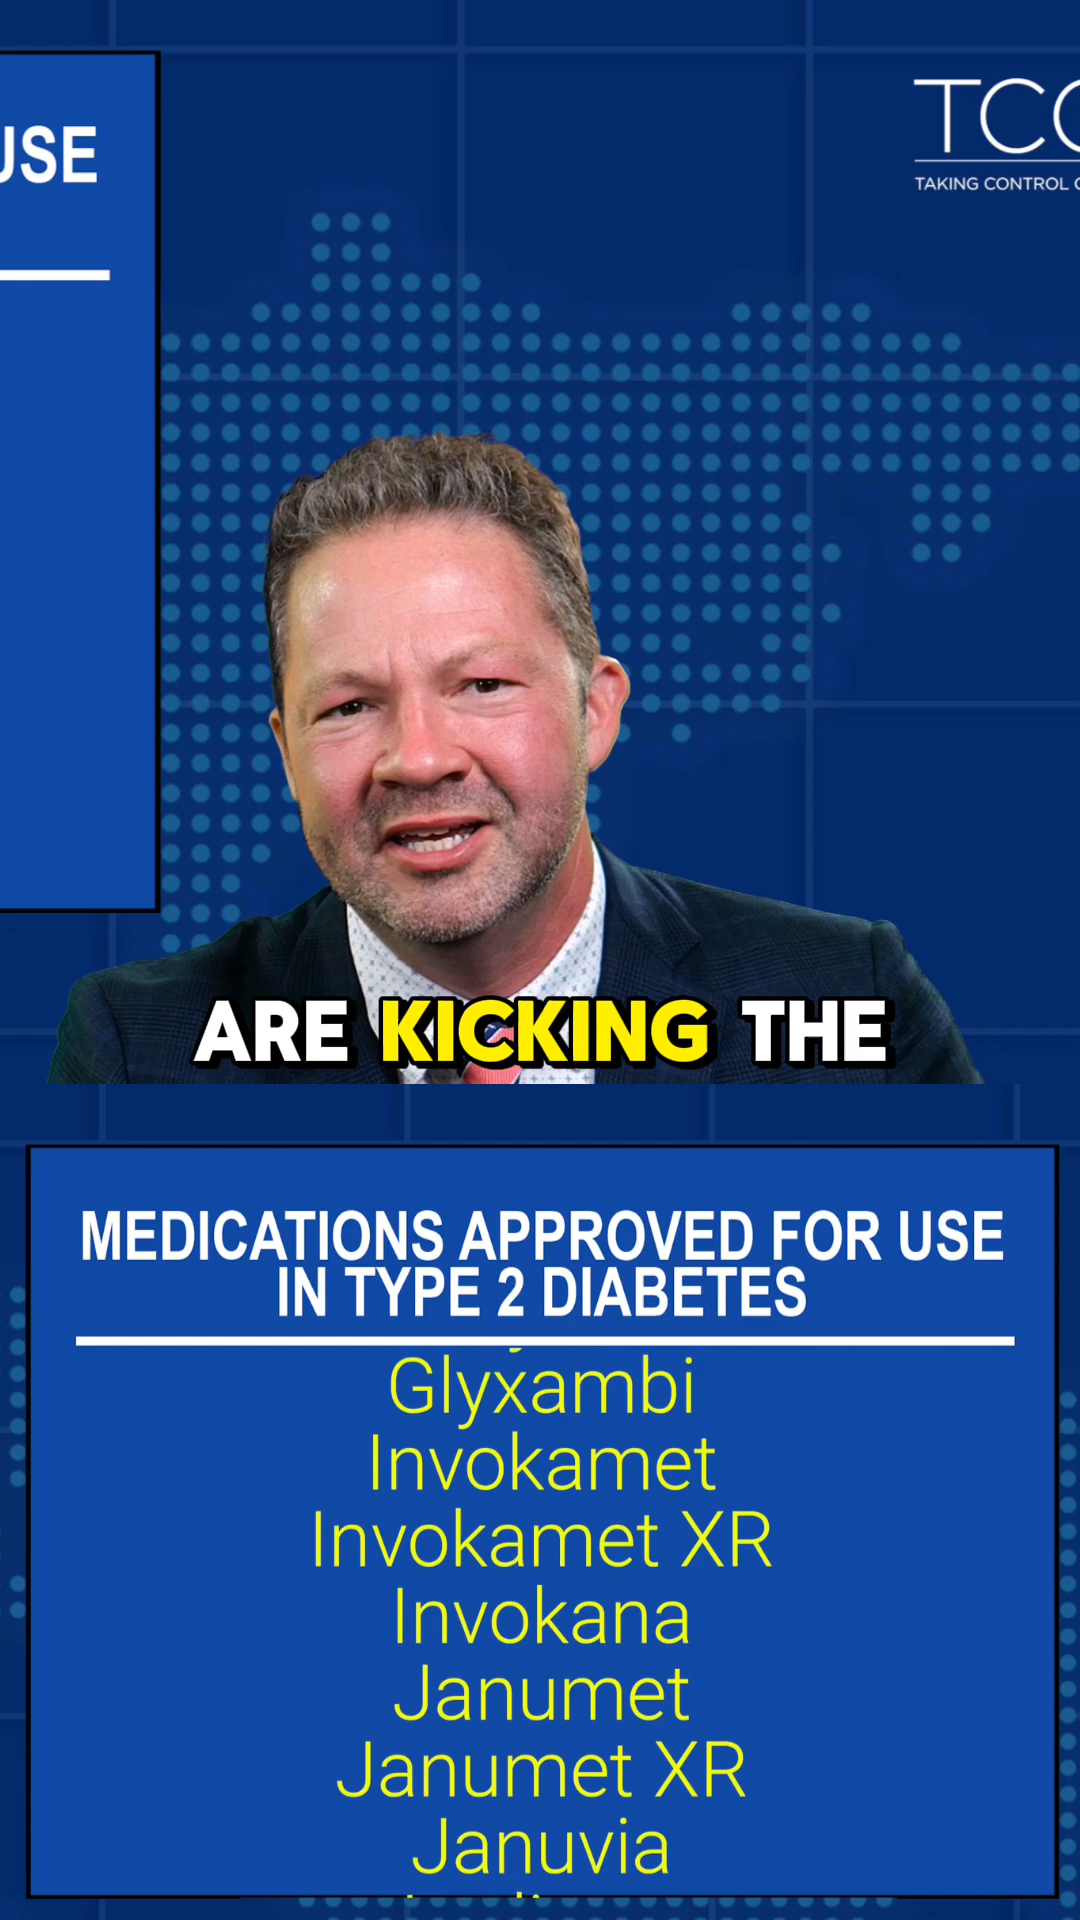 USE
TCO
TAKING CONTROL
ARE KICKING THE
MEDICATIONS APPROVED FOR USE
IN TYPE 2 DIABETES
Glyxambi
Invokamet
Invokamet XR
Invokana
Janumet
Janumet XR
Januvia